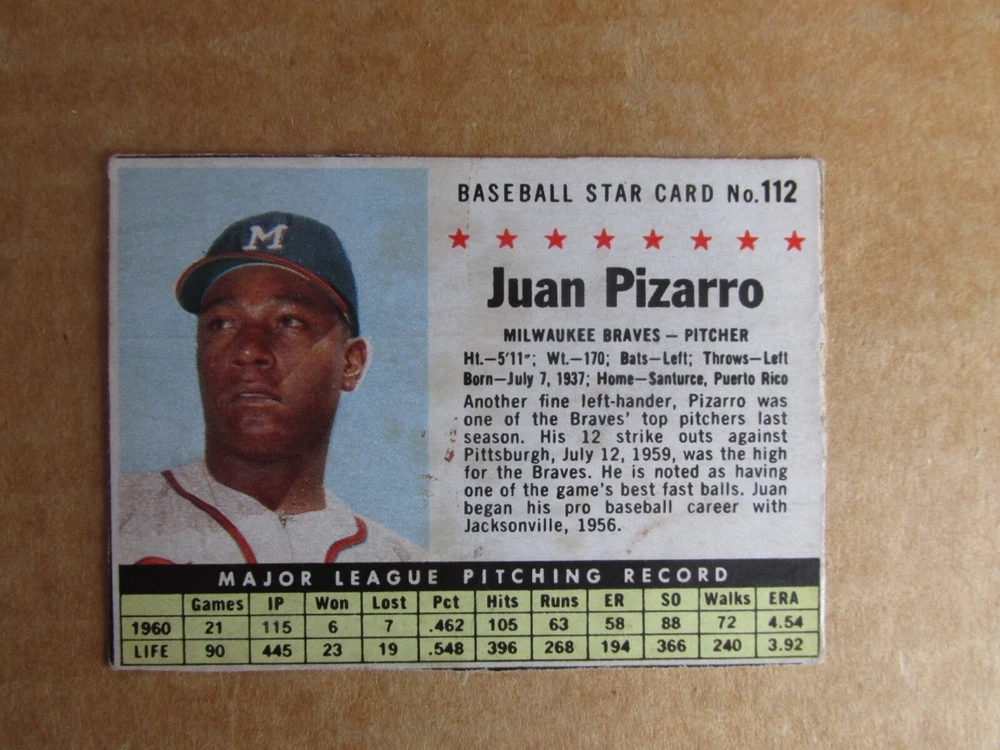 M
BASEBALL STAR CARD No. 112
Juan Pizarro
MILWAUKEE BRAVES — PITCHER
Ht.—5'11"; Wt.—170; Bats—Left; Throws—Left
Born—July 7, 1937; Home—Santurce, Puerto Rico
Another fine left-hander, Pizarro was
one of the Braves' top pitchers last
season. His 12 strike outs against
Pittsburgh, July 12, 1959, was the high
for the Braves. He is noted as having
one of the game's best fast balls. Juan
began his pro baseball career with
Jacksonville, 1956.
MAJOR LEAGUE PITCHING RECORD
Games IP Won Lost Pct Hits Runs ER SO Walks ERA
1960 21 115 6 7 .462 105 63 58 88 72 4.54
LIFE 90 445 23 19 .548 396 268 194 366 240 3.92